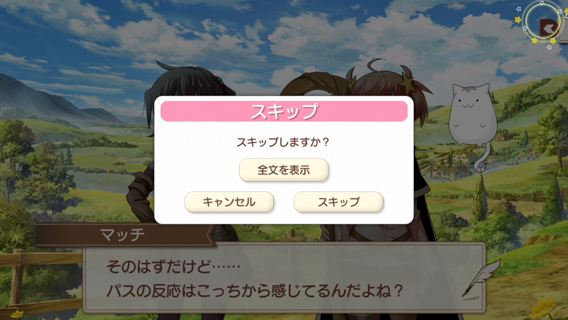 スキップ
スキップしますか？
全文を表示
キャンセル
スキップ
マッチ
そのはずだけど……
パスの反応はこっちから感じてるんだよね？